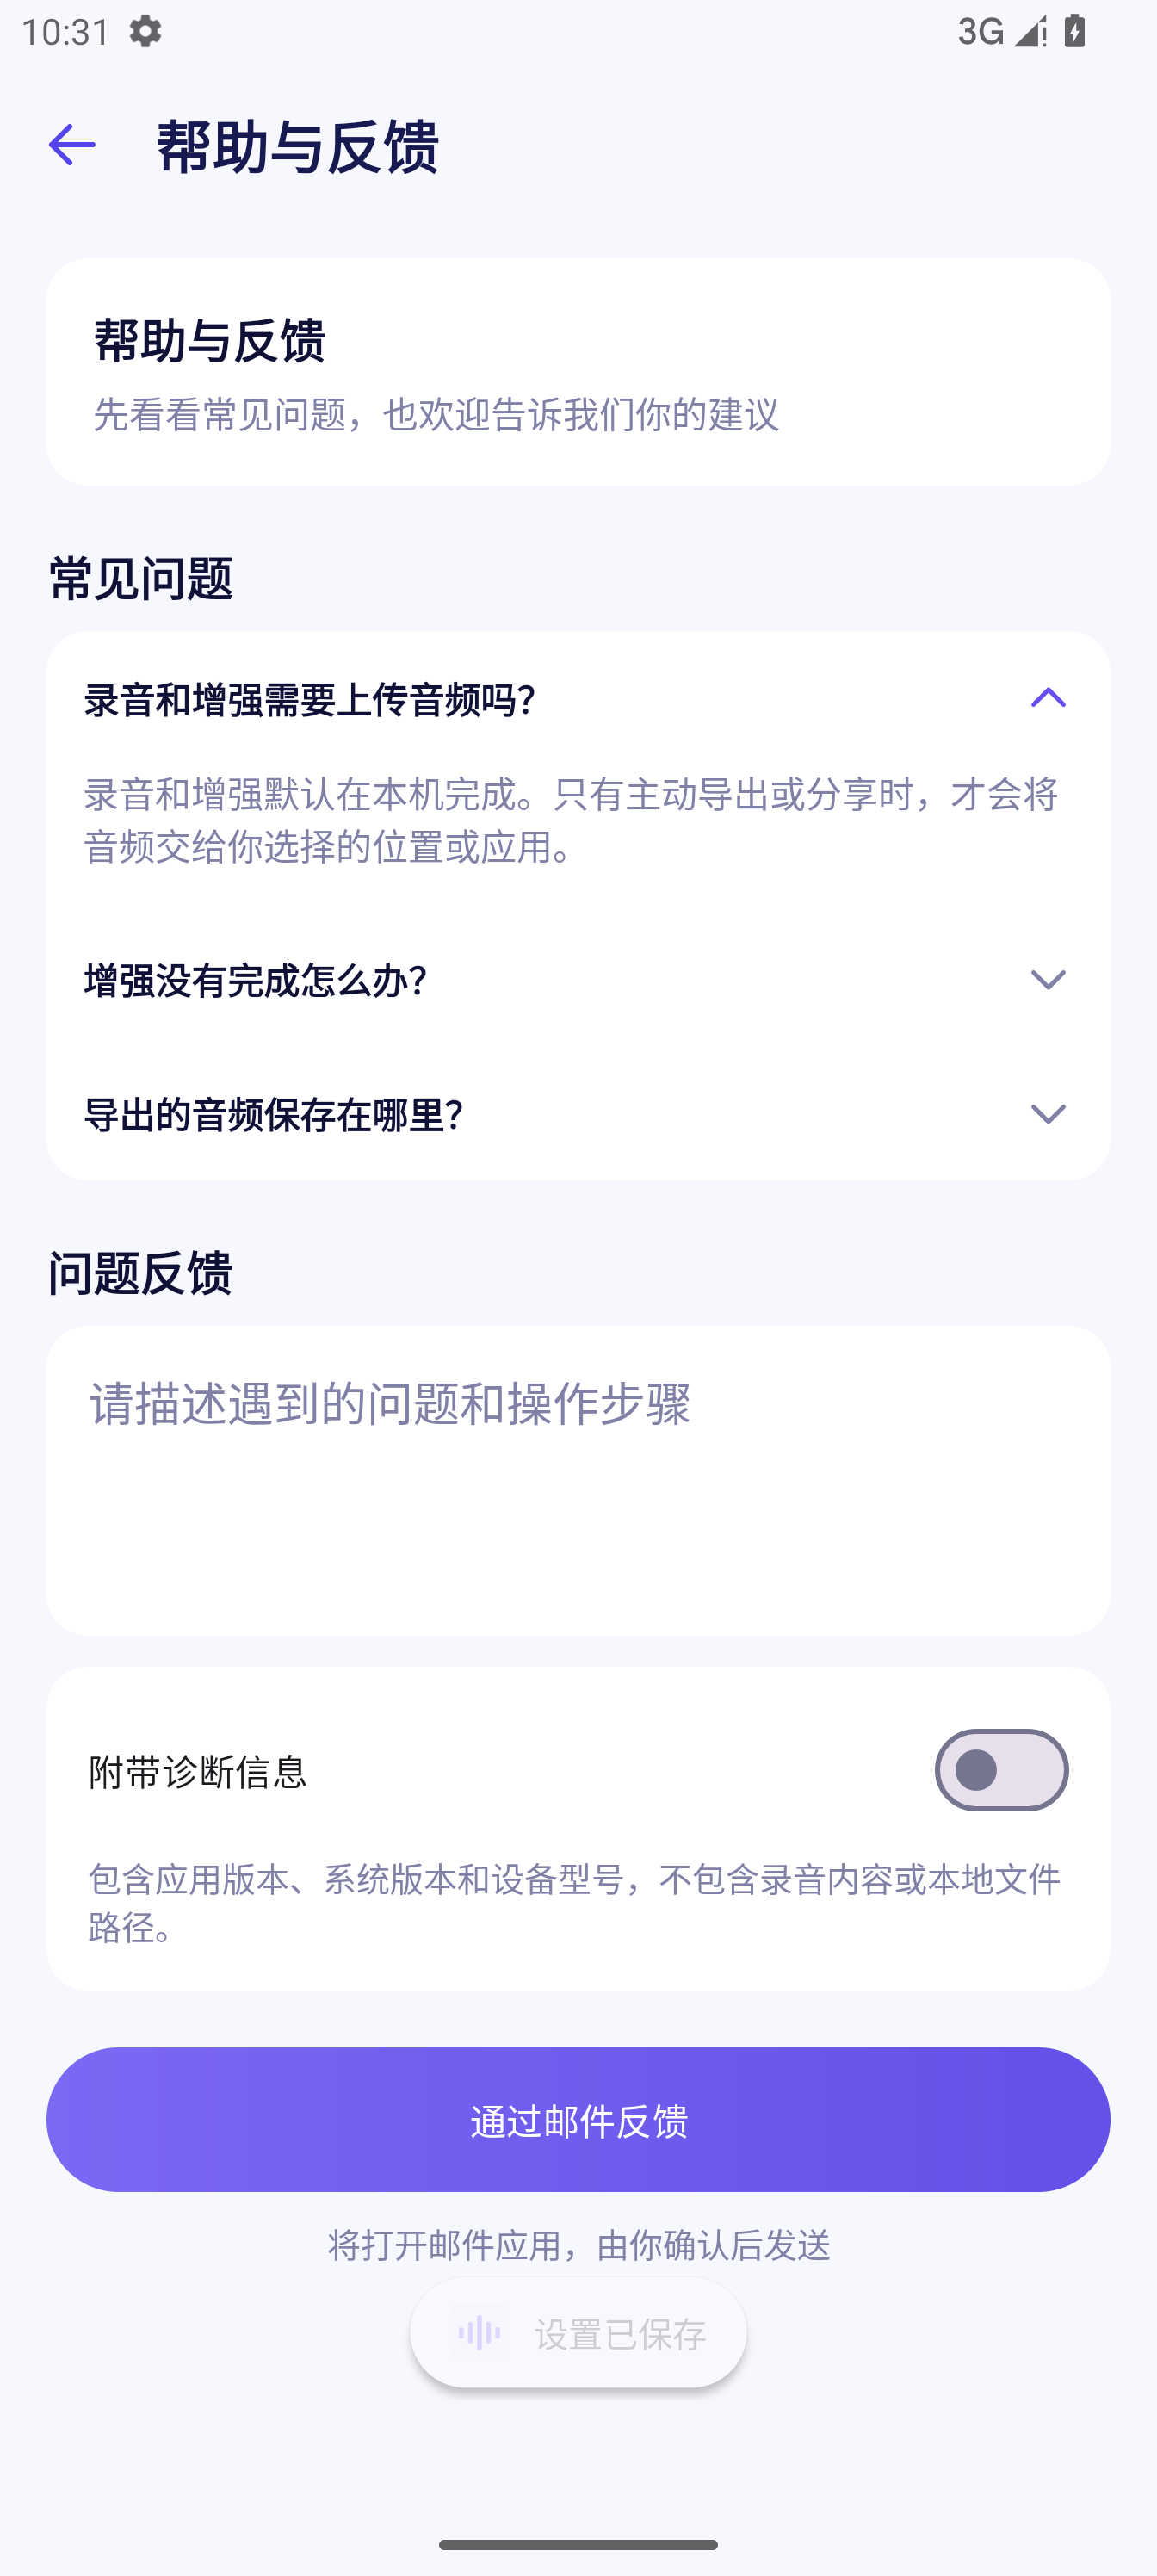 10:31
3G
帮助与反馈
帮助与反馈
先看看常见问题，也欢迎告诉我们你的建议
常见问题
录音和增强需要上传音频吗？
录音和增强默认在本机完成。只有主动导出或分享时，才会将
音频交给你选择的位置或应用。
增强没有完成怎么办？
导出的音频保存在哪里？
问题反馈
请描述遇到的问题和操作步骤
附带诊断信息
包含应用版本、系统版本和设备型号，不包含录音内容或本地文件
路径。
通过邮件反馈
将打开邮件应用，由你确认后发送
设置已保存